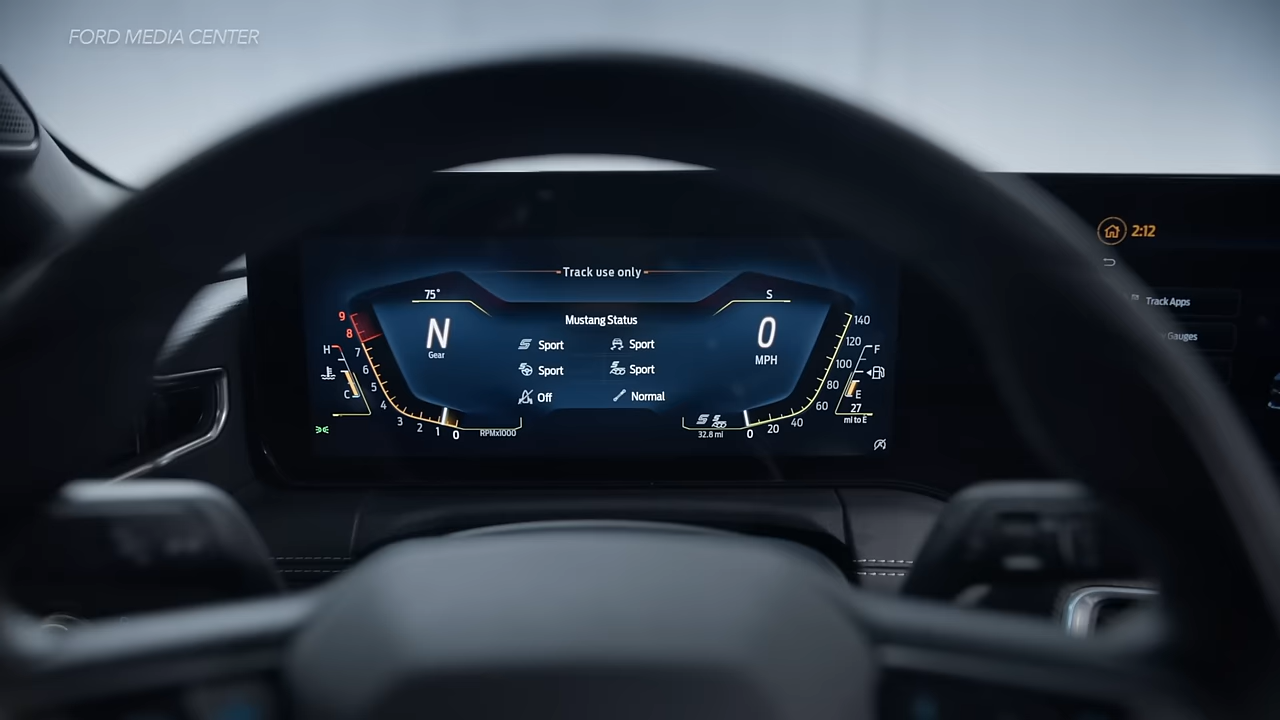 FORD MEDIA CENTER
2:12
Track use only
75°
S
Track Apps
Mustang Status
N
Gear
0
MPH
Sport
Sport
Sport
Sport
Off
Normal
9
8
7
6
5
4
3
2
1
0
RPMx1000
H
C
140
120
100
80
60
40
20
0
F
E
27
mi to E
32.8 mi
Gauges